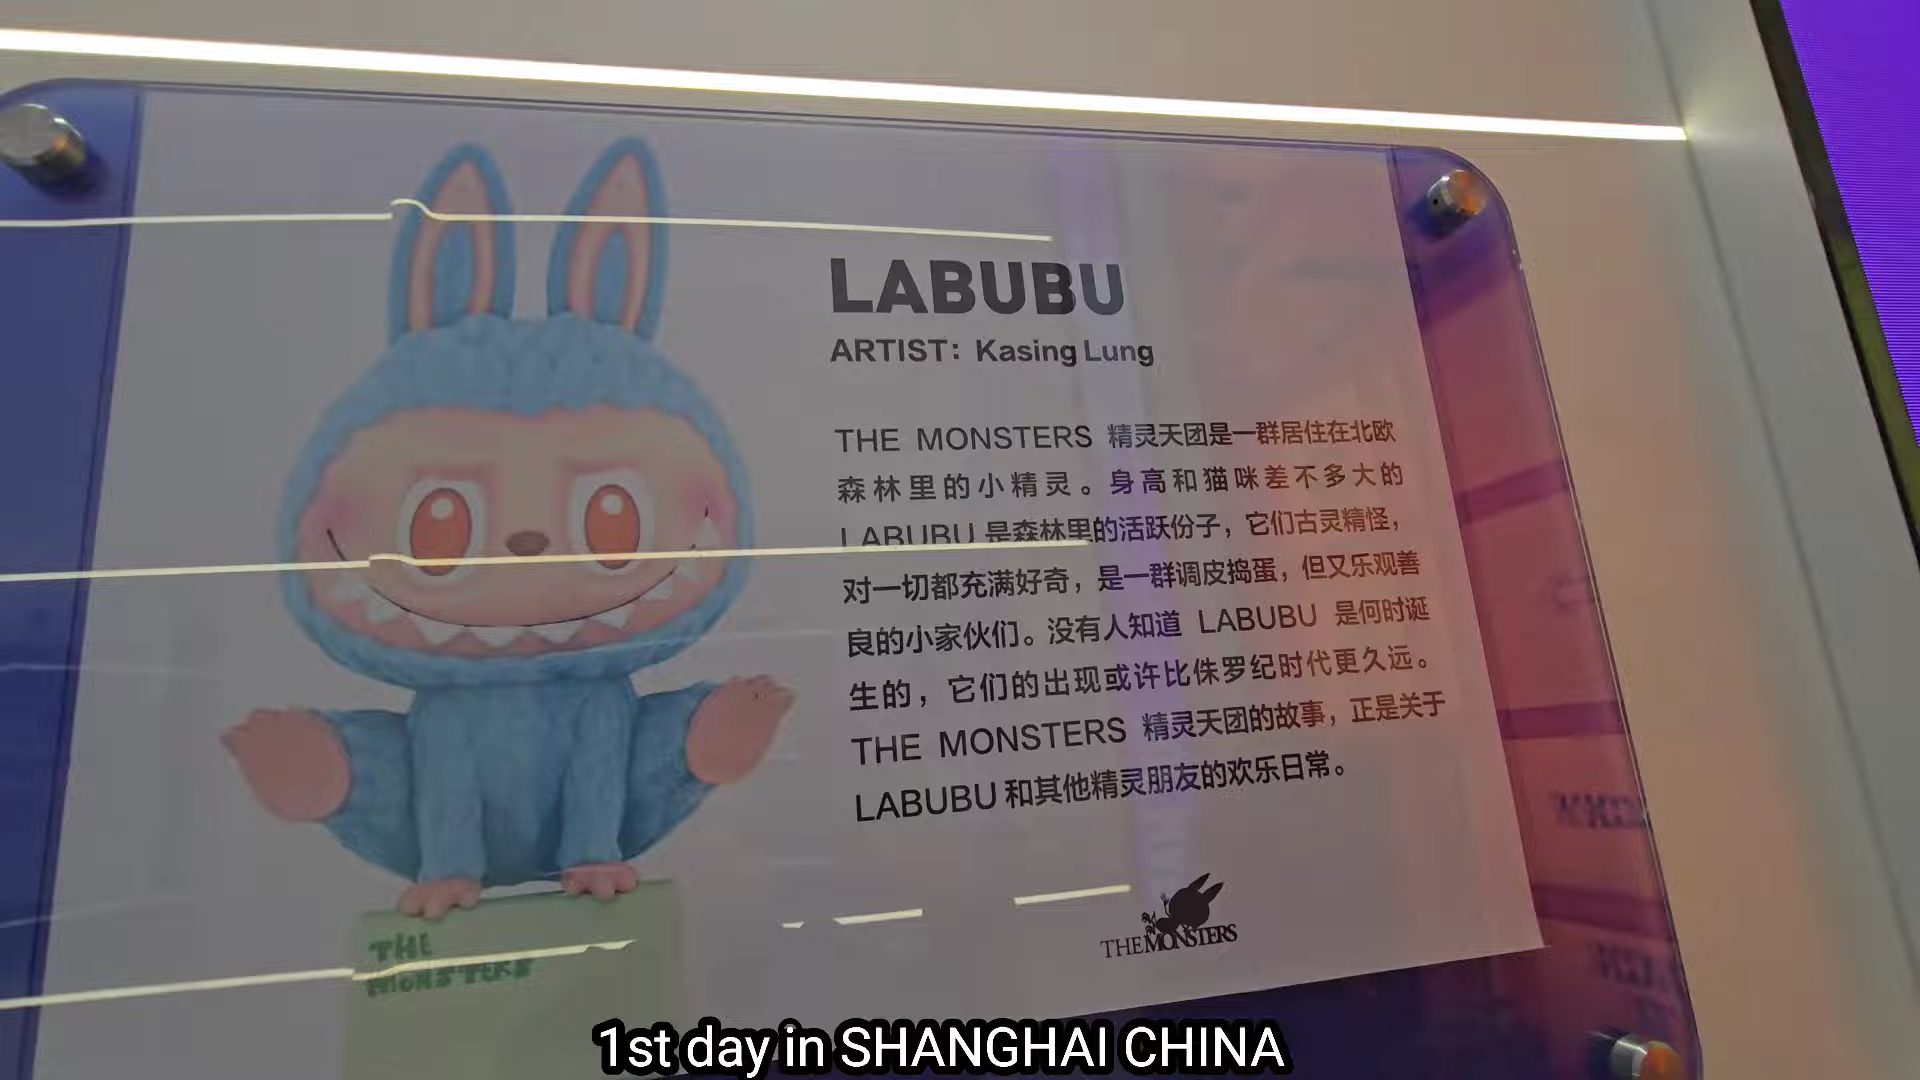 LABUBU
ARTIST: Kasing Lung
THE MONSTERS 精灵天团是一群居住在北欧
森林里的小精灵。身高和猫咪差不多大的
LABUBU 是森林里的活跃份子，它们古灵精怪，
对一切都充满好奇，是一群调皮捣蛋，但又乐观善
良的小家伙们。没有人知道 LABUBU 是何时诞
生的，它们的出现或许比侏罗纪时代更久远。
THE MONSTERS 精灵天团的故事，正是关于
LABUBU 和其他精灵朋友的欢乐日常。
THE MONSTERS
THE
MONSTERS
1st day in SHANGHAI CHINA